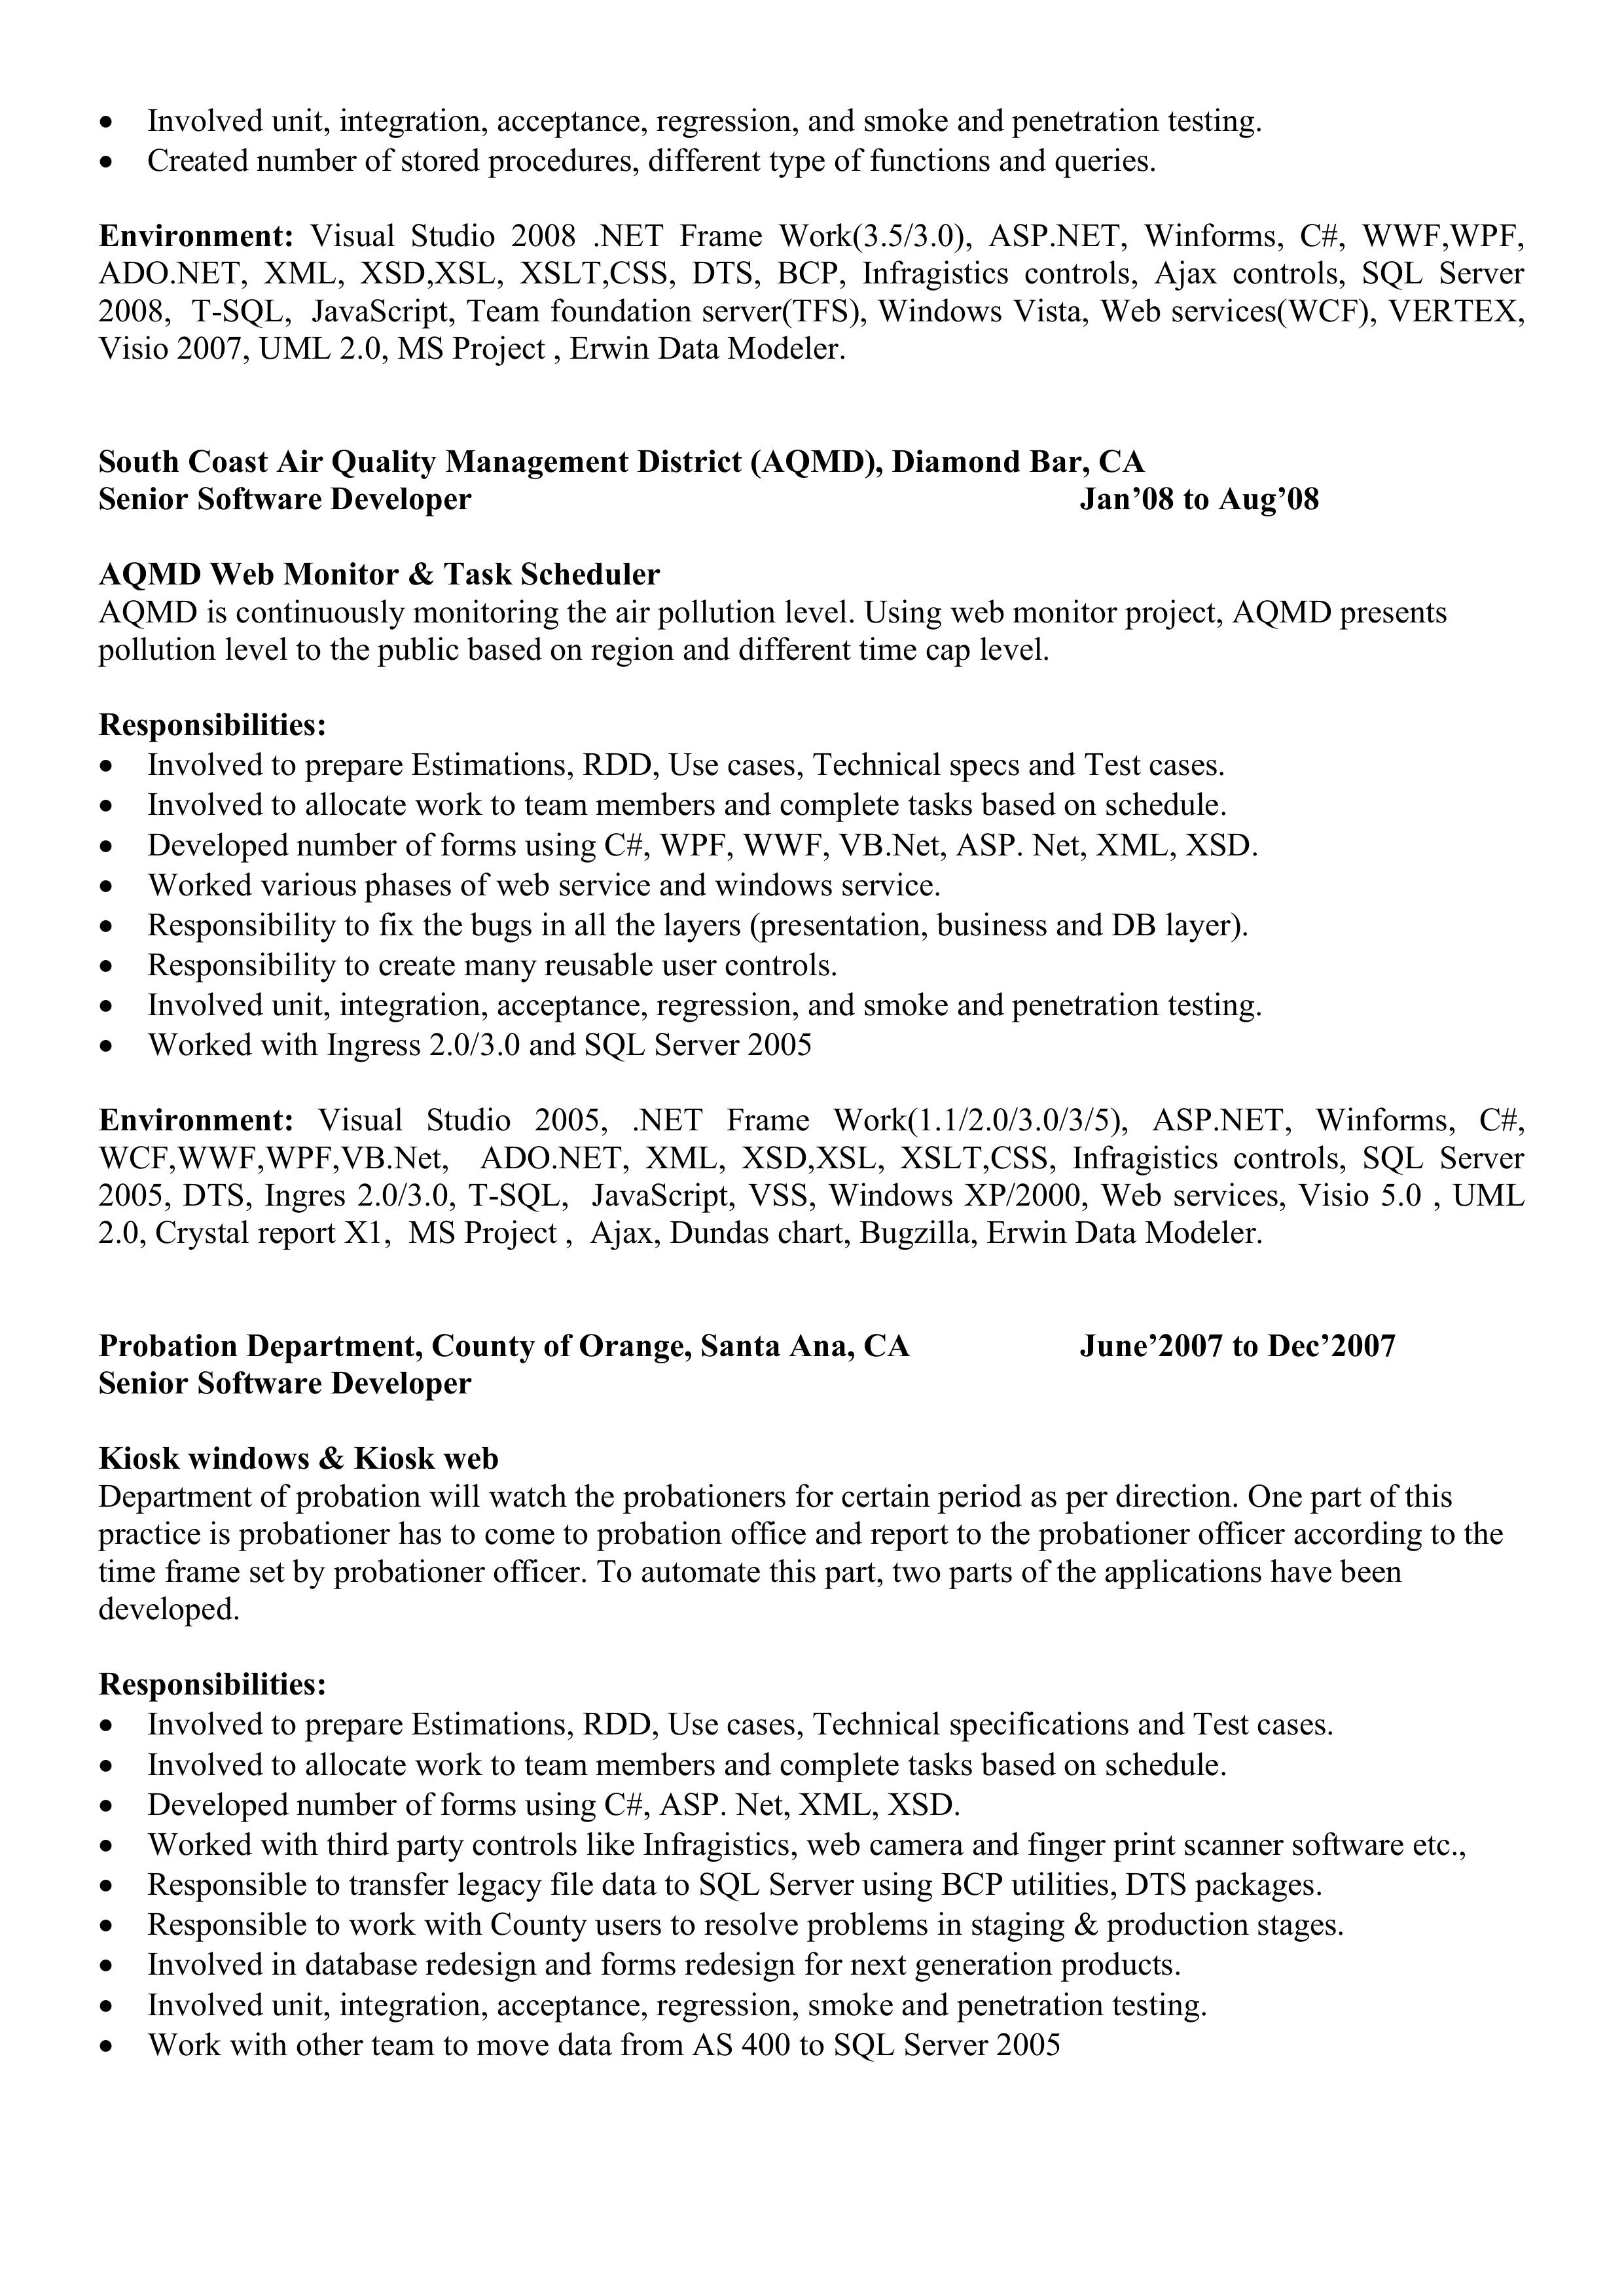 • Involved unit, integration, acceptance, regression, and smoke and penetration testing.
• Created number of stored procedures, different type of functions and queries.
Environment: Visual Studio 2008 .NET Frame Work(3.5/3.0), ASP.NET, Winforms, C#, WWF,WPF,
ADO.NET, XML, XSD,XSL, XSLT,CSS, DTS, BCP, Infragistics controls, Ajax controls, SQL Server
2008, T-SQL, JavaScript, Team foundation server(TFS), Windows Vista, Web services(WCF), VERTEX,
Visio 2007, UML 2.0, MS Project , Erwin Data Modeler.
South Coast Air Quality Management District (AQMD), Diamond Bar, CA
Senior Software Developer Jan’08 to Aug’08
AQMD Web Monitor & Task Scheduler
AQMD is continuously monitoring the air pollution level. Using web monitor project, AQMD presents
pollution level to the public based on region and different time cap level.
Responsibilities:
• Involved to prepare Estimations, RDD, Use cases, Technical specs and Test cases.
• Involved to allocate work to team members and complete tasks based on schedule.
• Developed number of forms using C#, WPF, WWF, VB.Net, ASP. Net, XML, XSD.
• Worked various phases of web service and windows service.
• Responsibility to fix the bugs in all the layers (presentation, business and DB layer).
• Responsibility to create many reusable user controls.
• Involved unit, integration, acceptance, regression, and smoke and penetration testing.
• Worked with Ingress 2.0/3.0 and SQL Server 2005
Environment: Visual Studio 2005, .NET Frame Work(1.1/2.0/3.0/3/5), ASP.NET, Winforms, C#,
WCF,WWF,WPF,VB.Net, ADO.NET, XML, XSD,XSL, XSLT,CSS, Infragistics controls, SQL Server
2005, DTS, Ingres 2.0/3.0, T-SQL, JavaScript, VSS, Windows XP/2000, Web services, Visio 5.0 , UML
2.0, Crystal report X1, MS Project , Ajax, Dundas chart, Bugzilla, Erwin Data Modeler.
Probation Department, County of Orange, Santa Ana, CA June’2007 to Dec’2007
Senior Software Developer
Kiosk windows & Kiosk web
Department of probation will watch the probationers for certain period as per direction. One part of this
practice is probationer has to come to probation office and report to the probationer officer according to the
time frame set by probationer officer. To automate this part, two parts of the applications have been
developed.
Responsibilities:
• Involved to prepare Estimations, RDD, Use cases, Technical specifications and Test cases.
• Involved to allocate work to team members and complete tasks based on schedule.
• Developed number of forms using C#, ASP. Net, XML, XSD.
• Worked with third party controls like Infragistics, web camera and finger print scanner software etc.,
• Responsible to transfer legacy file data to SQL Server using BCP utilities, DTS packages.
• Responsible to work with County users to resolve problems in staging & production stages.
• Involved in database redesign and forms redesign for next generation products.
• Involved unit, integration, acceptance, regression, smoke and penetration testing.
• Work with other team to move data from AS 400 to SQL Server 2005